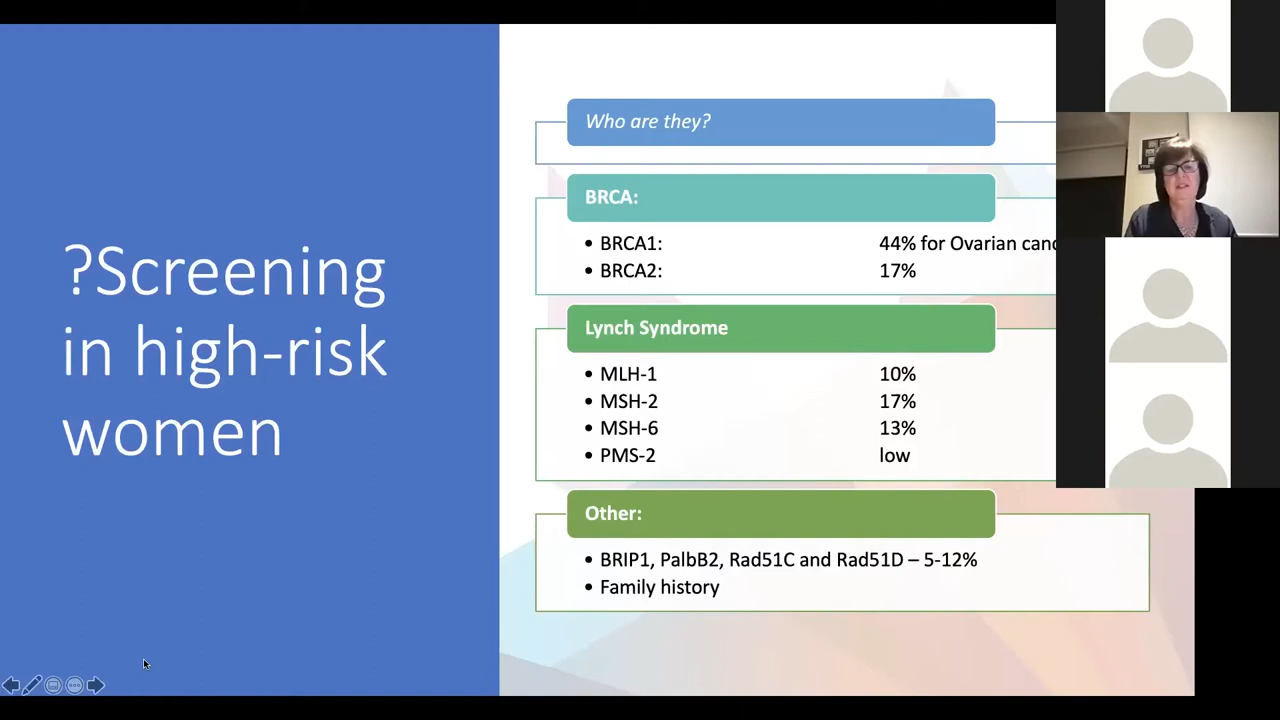 ?Screening
in high-risk
women
Who are they?
BRCA:
• BRCA1: 44% for Ovarian
• BRCA2: 17%
Lynch Syndrome
• MLH-1 10%
• MSH-2 17%
• MSH-6 13%
• PMS-2 low
Other:
• BRIP1, PalbB2, Rad51C and Rad51D – 5-12%
• Family history